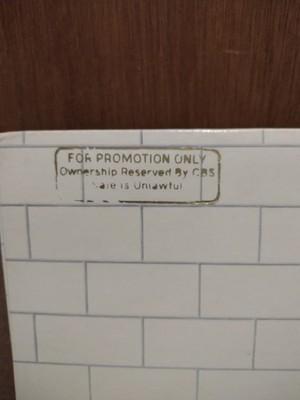 FOR PROMOTION ONLY
Ownership Reserved By CBS
Sale is Unlawful